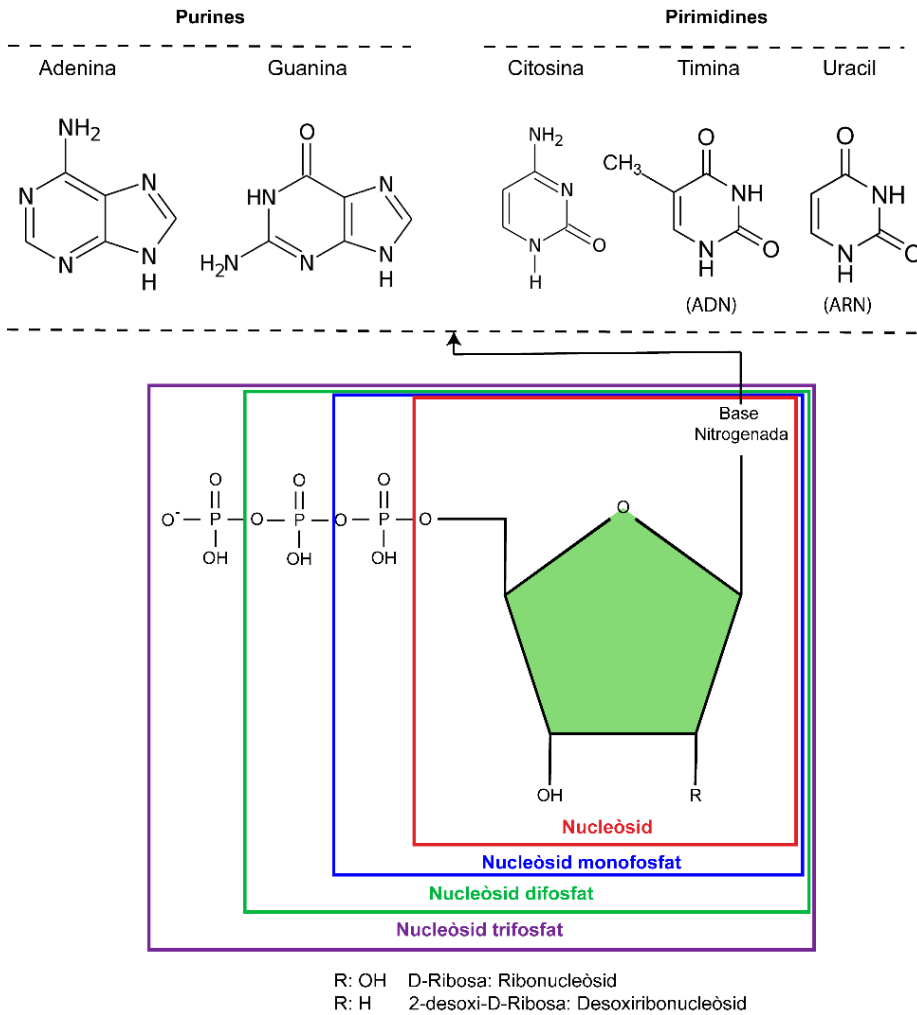 Purines Pirimidines
Adenina Guanina Citosina Timina Uracil
NH2 O NH2 O O
N N HN N N CH3 NH NH
N N H H2N N N H N H O N H O N H O
(ADN) (ARN)
Base
Nitrogenada
O O O
O- P O P O P O O
OH OH OH
OH R
Nucleòsid
Nucleòsid monofosfat
Nucleòsid difosfat
Nucleòsid trifosfat
R: OH D-Ribosa: Ribonucleòsid
R: H 2-desoxi-D-Ribosa: Desoxiribonucleòsid